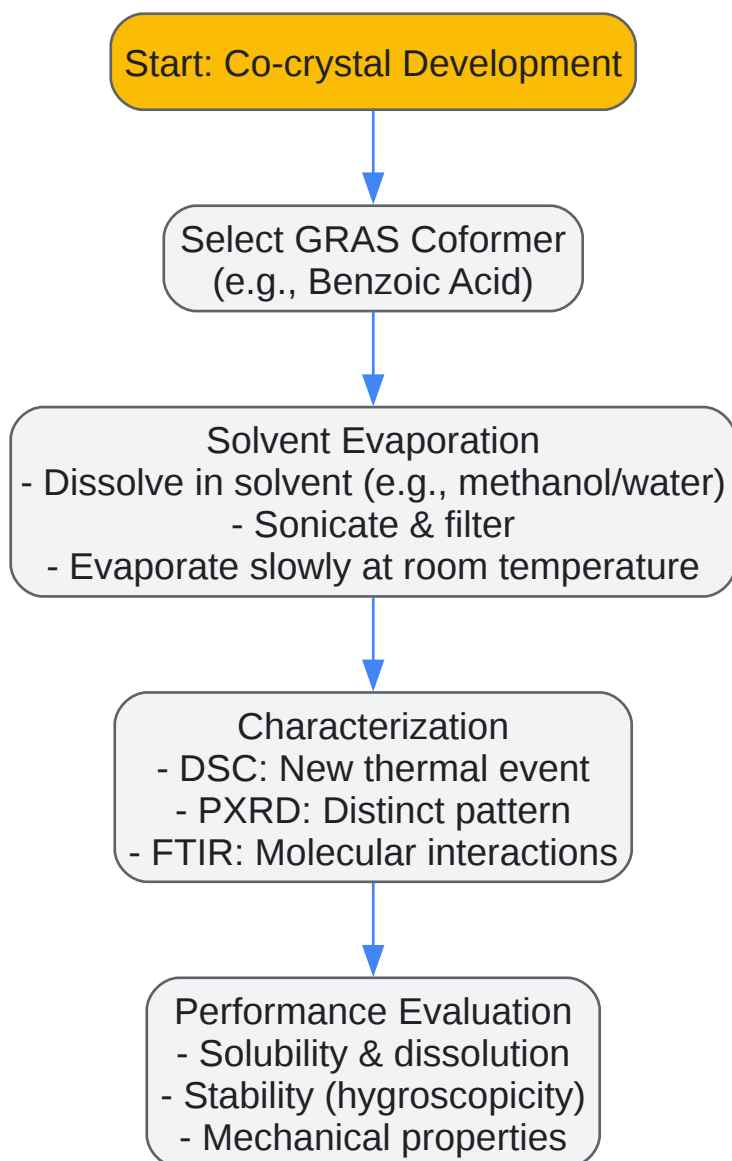 Start: Co-crystal Development
Select GRAS Coformer
(e.g., Benzoic Acid)
Solvent Evaporation
- Dissolve in solvent (e.g., methanol/water)
- Sonicate & filter
- Evaporate slowly at room temperature
Characterization
- DSC: New thermal event
- PXRD: Distinct pattern
- FTIR: Molecular interactions
Performance Evaluation
- Solubility & dissolution
- Stability (hygroscopicity)
- Mechanical properties